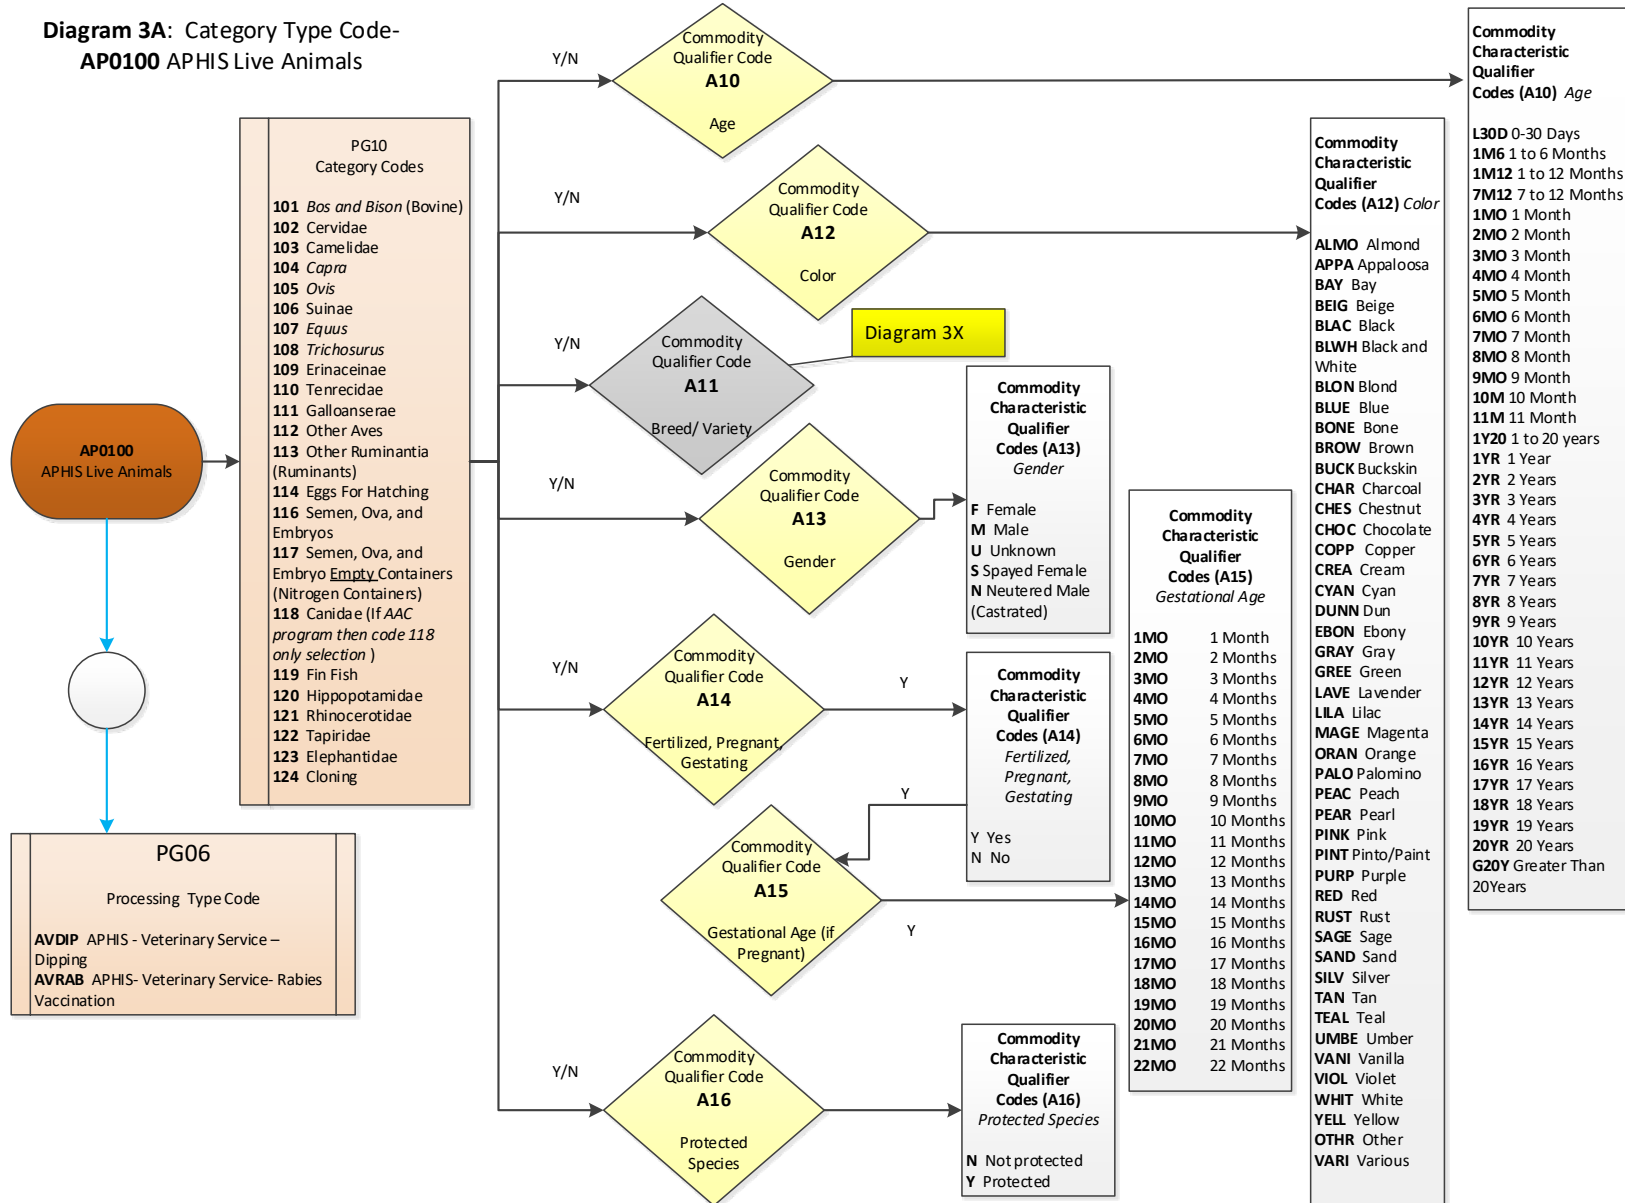 Diagram 3A: Category Type Code-
AP0100 APHIS Live Animals
AP0100
APHIS Live Animals
PG06
Processing Type Code
AVDIP APHIS - Veterinary Service –
Dipping
AVRAB APHIS- Veterinary Service- Rabies
Vaccination
PG10
Category Codes
101 Bos and Bison (Bovine)
102 Cervidae
103 Camelidae
104 Capra
105 Ovis
106 Suinae
107 Equus
108 Trichosurus
109 Erinaceinae
110 Tenrecidae
111 Galloanserae
112 Other Aves
113 Other Ruminantia
(Ruminants)
114 Eggs For Hatching
116 Semen, Ova, and
Embryos
117 Semen, Ova, and
Embryo Empty Containers
(Nitrogen Containers)
118 Canidae (If AAC
program then code 118
only selection )
119 Fin Fish
120 Hippopotamidae
121 Rhinocerotidae
122 Tapiridae
123 Elephantidae
124 Cloning
Y/N
Commodity
Qualifier Code
A10
Age
Y/N
Commodity
Qualifier Code
A12
Color
Y/N
Commodity
Qualifier Code
A11
Breed/ Variety
Diagram 3X
Y/N
Commodity
Qualifier Code
A13
Gender
Commodity
Characteristic
Qualifier
Codes (A13)
Gender
F Female
M Male
U Unknown
S Spayed Female
N Neutered Male
(Castrated)
Y/N
Commodity
Qualifier Code
A14
Fertilized, Pregnant,
Gestating
Y
Commodity
Characteristic
Qualifier
Codes (A14)
Fertilized,
Pregnant,
Gestating
Y Yes
N No
Y
Commodity
Qualifier Code
A15
Gestational Age (if
Pregnant)
Y
Commodity
Characteristic
Qualifier
Codes (A15)
Gestational Age
1MO 1 Month
2MO 2 Months
3MO 3 Months
4MO 4 Months
5MO 5 Months
6MO 6 Months
7MO 7 Months
8MO 8 Months
9MO 9 Months
10MO 10 Months
11MO 11 Months
12MO 12 Months
13MO 13 Months
14MO 14 Months
15MO 15 Months
16MO 16 Months
17MO 17 Months
18MO 18 Months
19MO 19 Months
20MO 20 Months
21MO 21 Months
22MO 22 Months
Y/N
Commodity
Qualifier Code
A16
Protected
Species
Commodity
Characteristic
Qualifier
Codes (A16)
Protected Species
N Not protected
Y Protected
Commodity
Characteristic
Qualifier
Codes (A12) Color
ALMO Almond
APPA Appaloosa
BAY Bay
BEIG Beige
BLAC Black
BLWH Black and
White
BLON Blond
BLUE Blue
BONE Bone
BROW Brown
BUCK Buckskin
CHAR Charcoal
CHES Chestnut
CHOC Chocolate
COPP Copper
CREA Cream
CYAN Cyan
DUNN Dun
EBON Ebony
GRAY Gray
GREE Green
LAVE Lavender
LILA Lilac
MAGE Magenta
ORAN Orange
PALO Palomino
PEAC Peach
PEAR Pearl
PINK Pink
PINT Pinto/Paint
PURP Purple
RED Red
RUST Rust
SAGE Sage
SAND Sand
SILV Silver
TAN Tan
TEAL Teal
UMBE Umber
VANI Vanilla
VIOL Violet
WHIT White
YELL Yellow
OTHR Other
VARI Various
Commodity
Characteristic
Qualifier
Codes (A10) Age
L30D 0-30 Days
1M6 1 to 6 Months
1M12 1 to 12 Months
7M12 7 to 12 Months
1MO 1 Month
2MO 2 Month
3MO 3 Month
4MO 4 Month
5MO 5 Month
6MO 6 Month
7MO 7 Month
8MO 8 Month
9MO 9 Month
10M 10 Month
11M 11 Month
1Y20 1 to 20 years
1YR 1 Year
2YR 2 Years
3YR 3 Years
4YR 4 Years
5YR 5 Years
6YR 6 Years
7YR 7 Years
8YR 8 Years
9YR 9 Years
10YR 10 Years
11YR 11 Years
12YR 12 Years
13YR 13 Years
14YR 14 Years
15YR 15 Years
16YR 16 Years
17YR 17 Years
18YR 18 Years
19YR 19 Years
20YR 20 Years
G20Y Greater Than
20Years